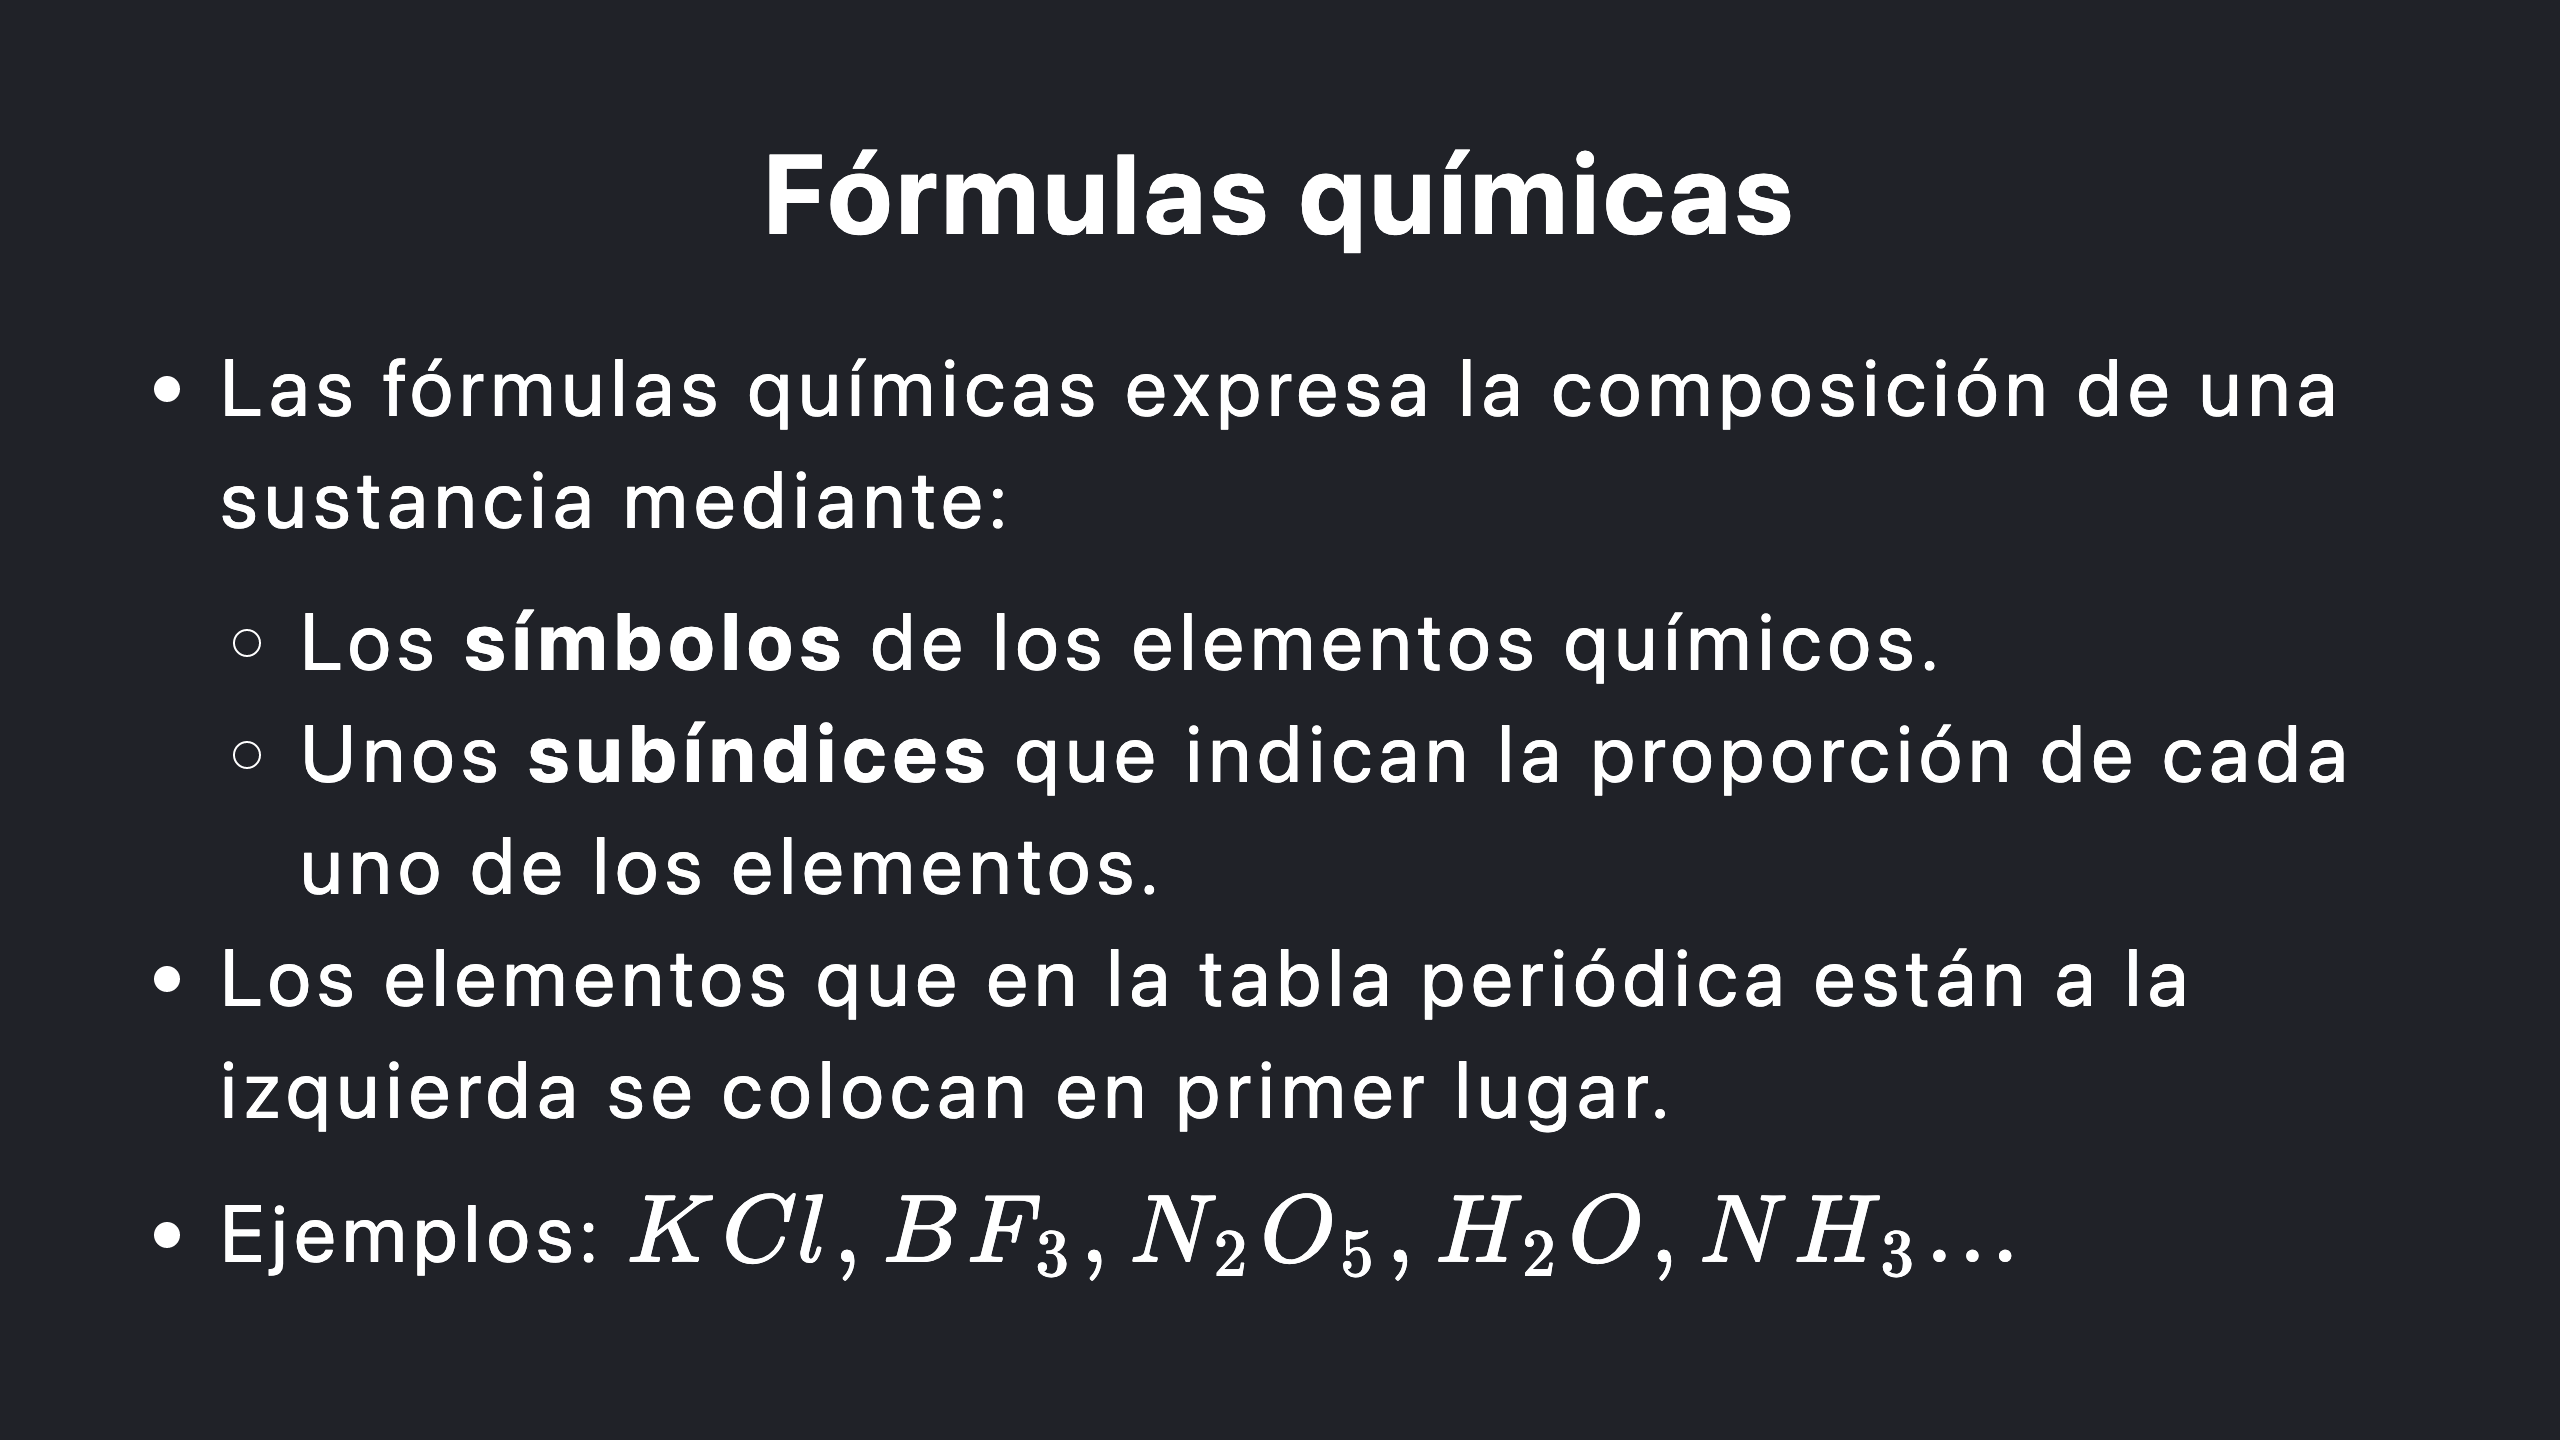 Fórmulas químicas
• Las fórmulas químicas expresa la composición de una
sustancia mediante:
○ Los símbolos de los elementos químicos.
○ Unos subíndices que indican la proporción de cada
uno de los elementos.
• Los elementos que en la tabla periódica están a la
izquierda se colocan en primer lugar.
• Ejemplos: KCl, BF₃, N₂O₅, H₂O, NH₃...